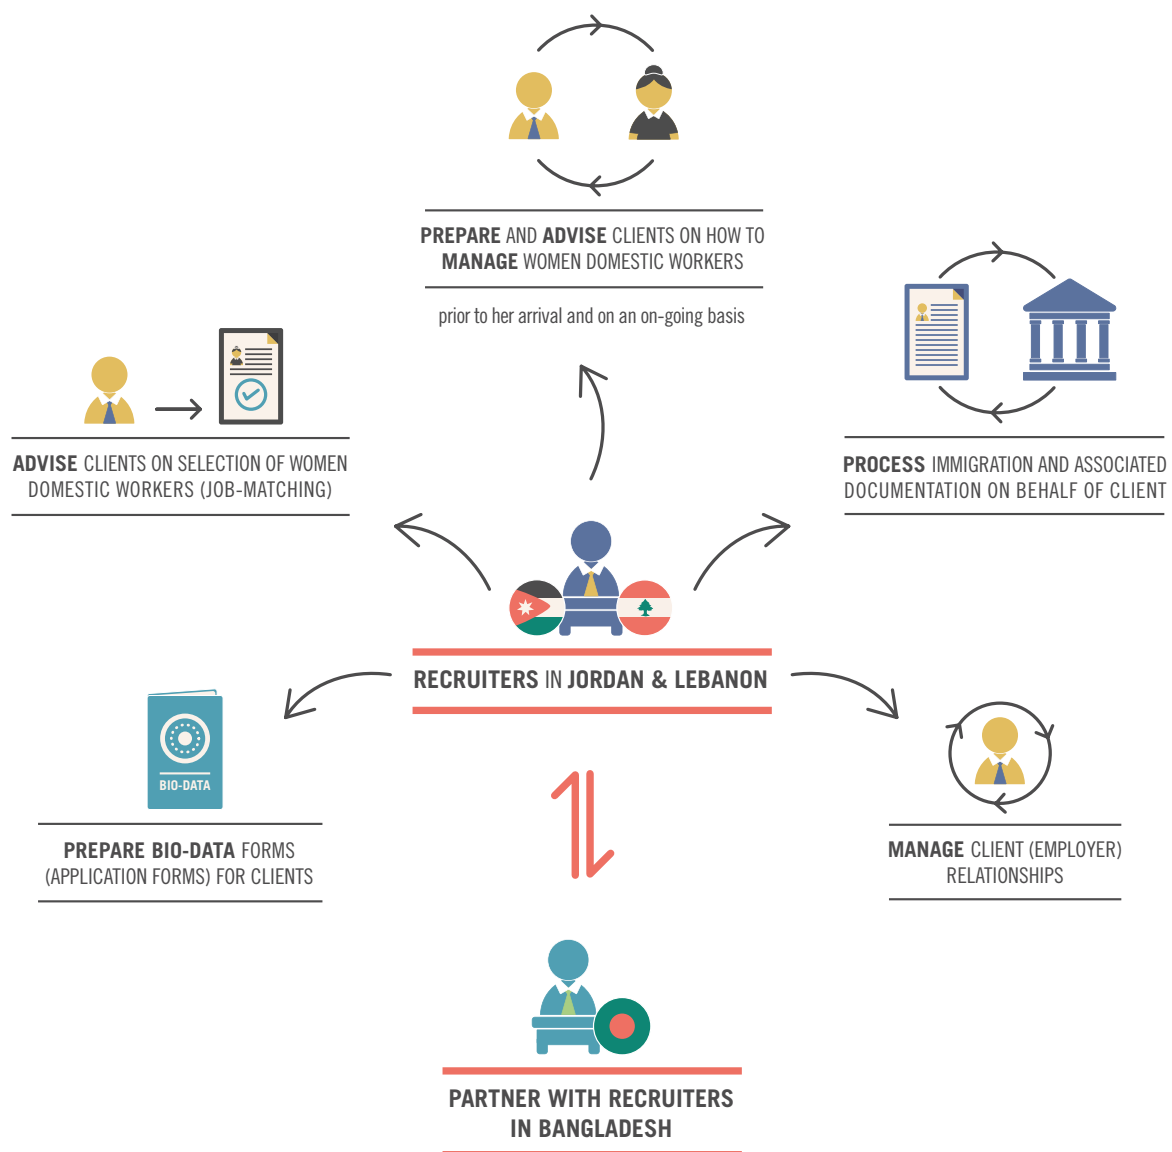 PREPARE AND ADVISE CLIENTS ON HOW TO
MANAGE WOMEN DOMESTIC WORKERS
prior to her arrival and on an on-going basis
ADVISE CLIENTS ON SELECTION OF WOMEN
DOMESTIC WORKERS (JOB-MATCHING)
PROCESS IMMIGRATION AND ASSOCIATED
DOCUMENTATION ON BEHALF OF CLIENT
RECRUITERS IN JORDAN & LEBANON
BIO-DATA
PREPARE BIO-DATA FORMS
(APPLICATION FORMS) FOR CLIENTS
MANAGE CLIENT (EMPLOYER)
RELATIONSHIPS
PARTNER WITH RECRUITERS
IN BANGLADESH